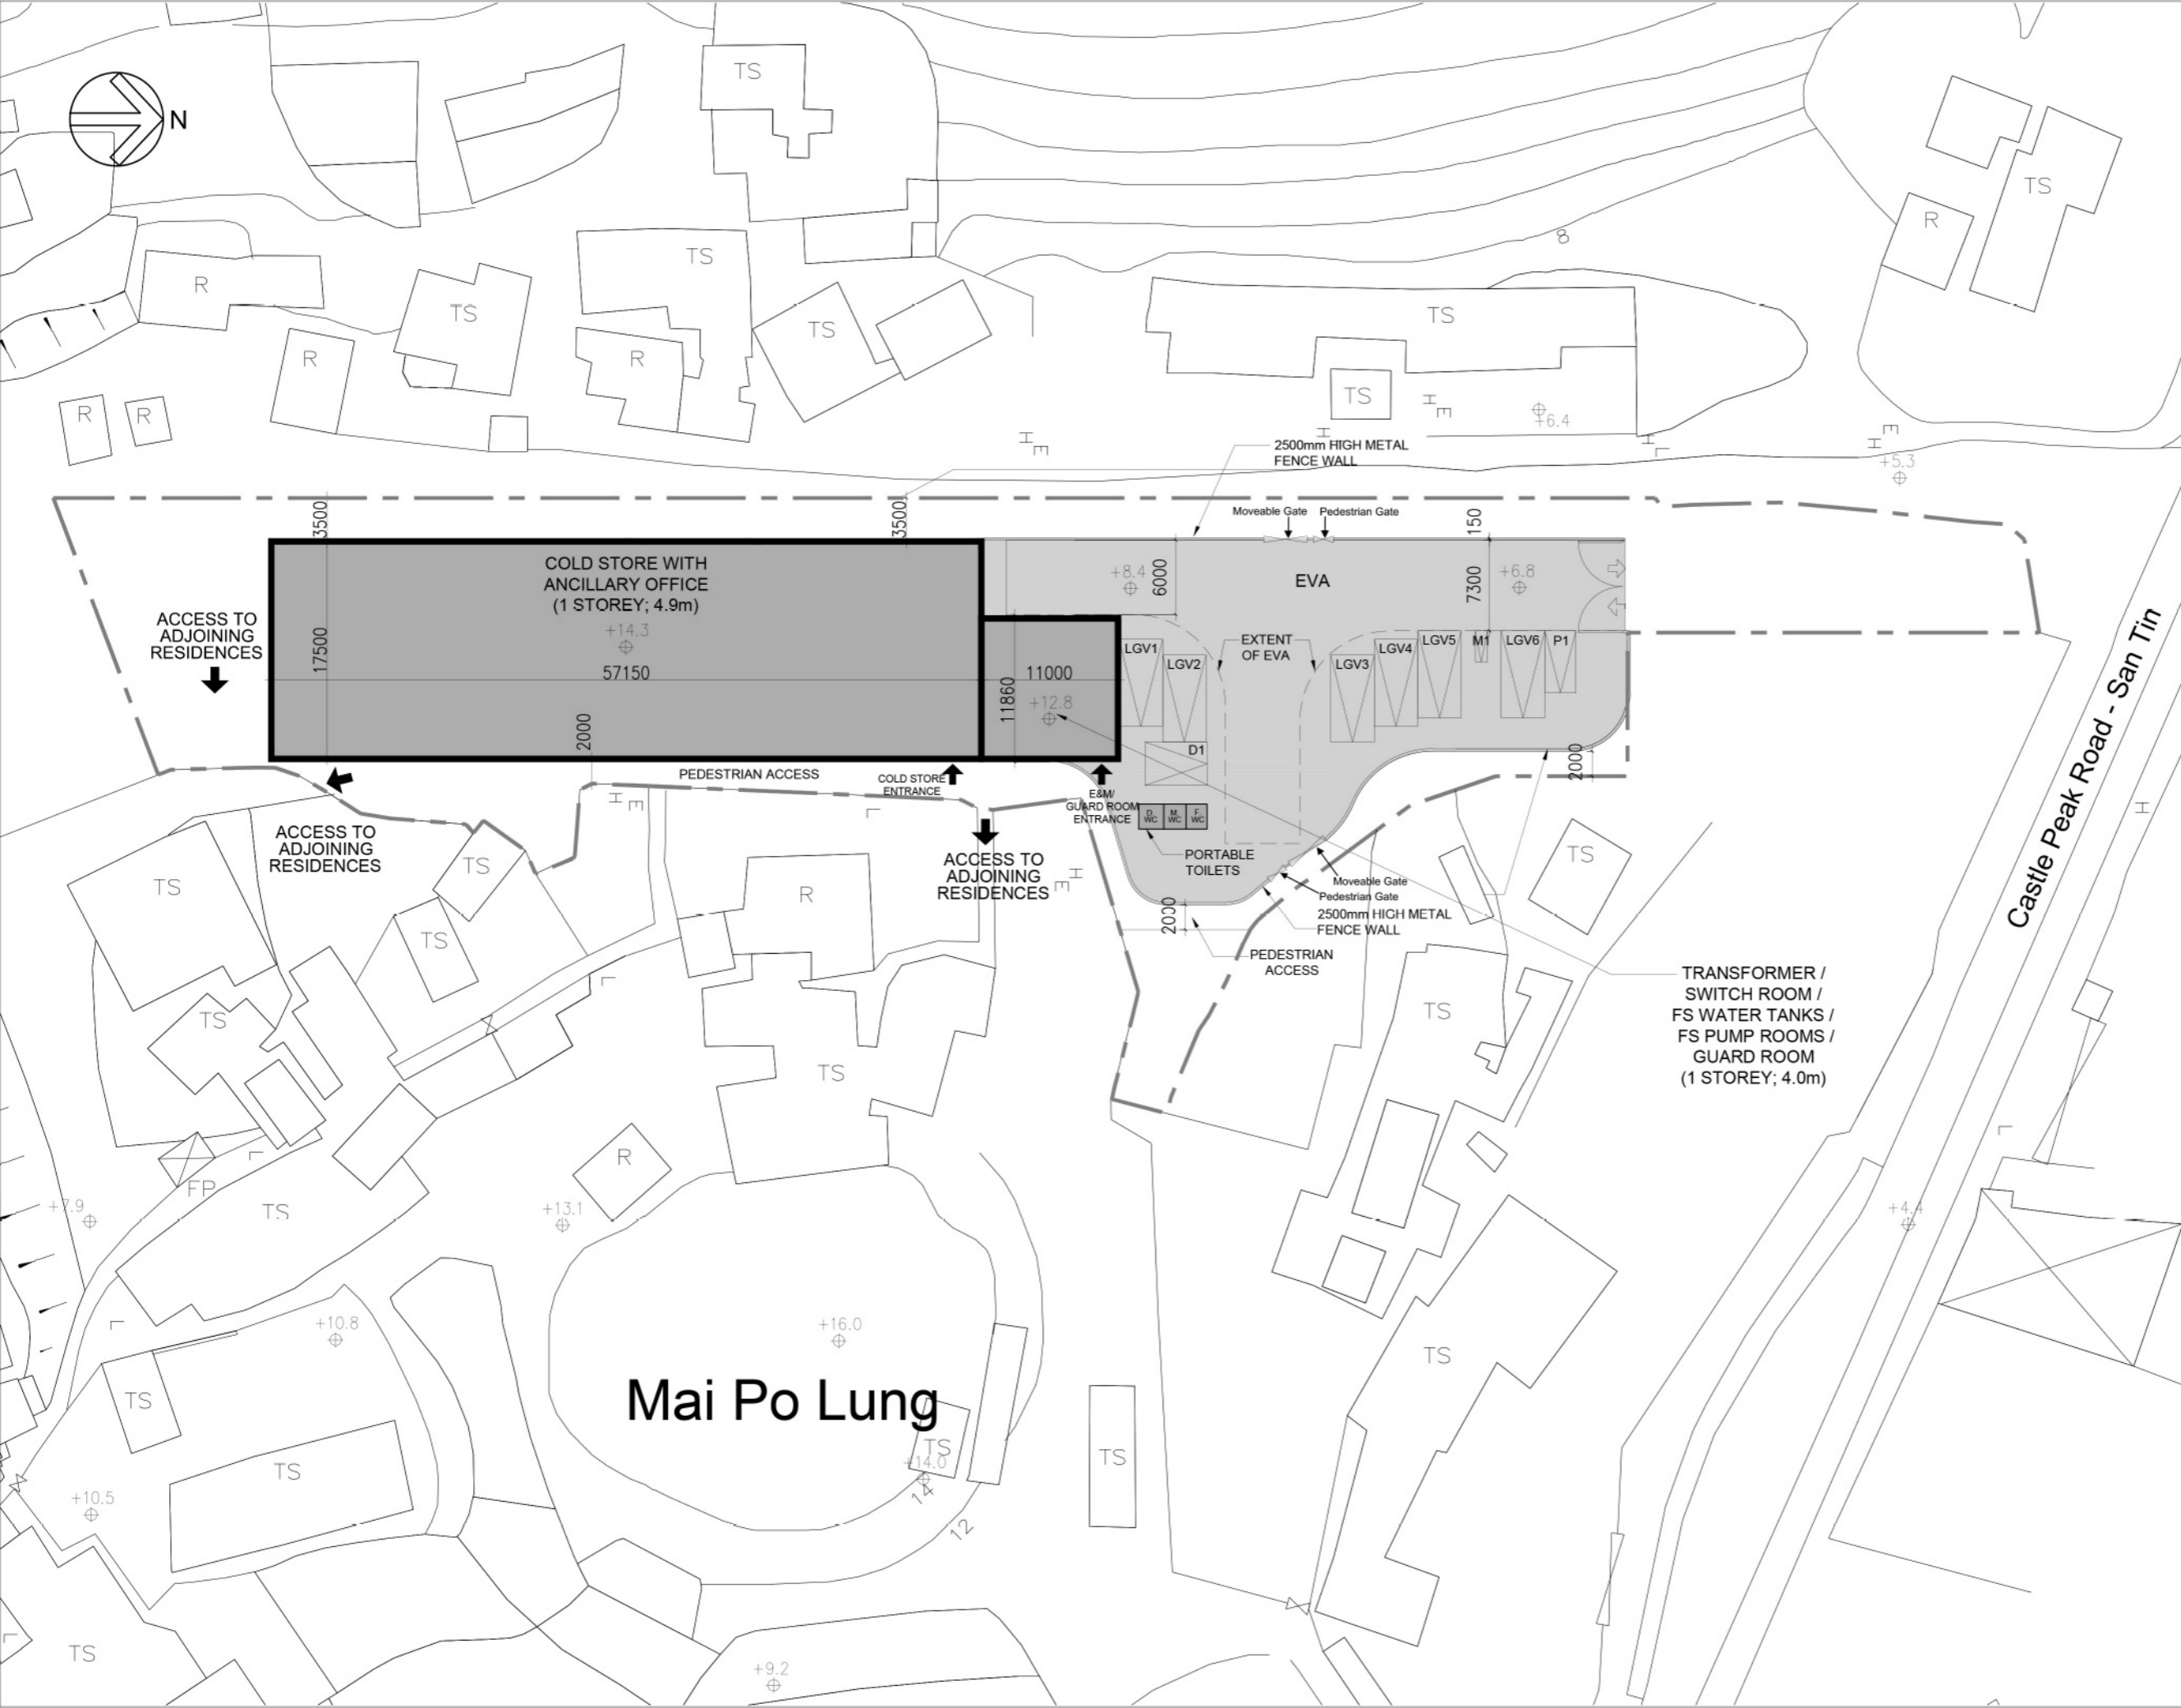 TS
N
TS
R
8
TS
R
TS
TS
TS
R
R
TS
R
R
TS
H
E
+6.4
H
E
H
H
L
E
H
2500mm HIGH METAL
FENCE WALL
+5.3
3500
3500
Moveable Gate
Pedestrian Gate
150
COLD STORE WITH
ANCILLARY OFFICE
(1 STOREY; 4.9m)
+14.3
57150
17500
2000
+8.4
6000
EVA
7300
+6.8
ACCESS TO
ADJOINING
RESIDENCES
EXTENT
OF EVA
LGV1
LGV2
LGV3
LGV4
LGV5
M1
LGV6
P1
11000
11860
+12.8
D1
2000
Castle Peak Road - San Tin
PEDESTRIAN ACCESS
COLD STORE
ENTRANCE
E&M/
GUARD ROOM
ENTRANCE
D.
WC
M.
WC
F.
WC
H
E
L
H
ACCESS TO
ADJOINING
RESIDENCES
ACCESS TO
ADJOINING
RESIDENCES
H
E
PORTABLE
TOILETS
Moveable Gate
Pedestrian Gate
2500mm HIGH METAL
FENCE WALL
2000
PEDESTRIAN
ACCESS
TS
TS
TS
R
TS
TRANSFORMER /
SWITCH ROOM /
FS WATER TANKS /
FS PUMP ROOMS /
GUARD ROOM
(1 STOREY; 4.0m)
L
TS
TS
TS
L
L
R
FP
+7.9
TS
+13.1
+4.4
L
+10.8
+16.0
TS
Mai Po Lung
TS
TS
+14.0
14
TS
TS
+10.5
12
L
TS
+9.2